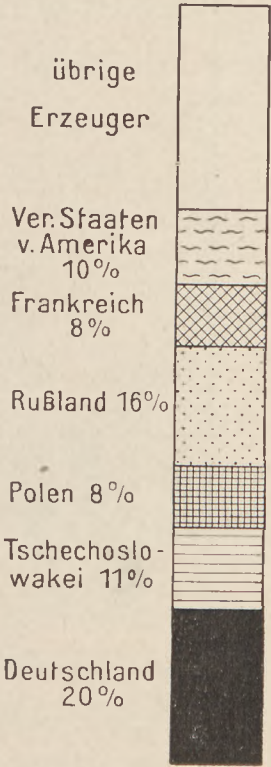 übrige
Erzeuger
Ver. Staaten
v. Amerika
10%
Frankreich
8%
Rußland 16%
Polen 8%
Tschechoslo-
wakei 11%
Deutschland
20%